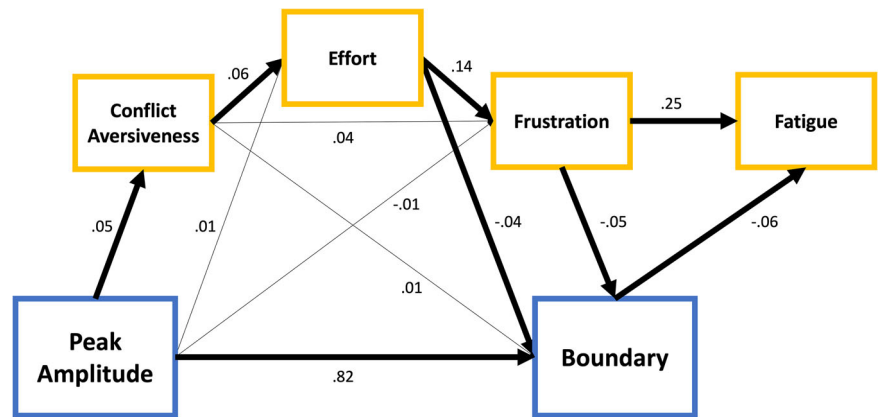 Effort
.06
.14
Conflict
Aversiveness
.04
Frustration
.25
Fatigue
.05
.01
-.01
-.04
-.05
-.06
.01
Peak
Amplitude
.82
Boundary